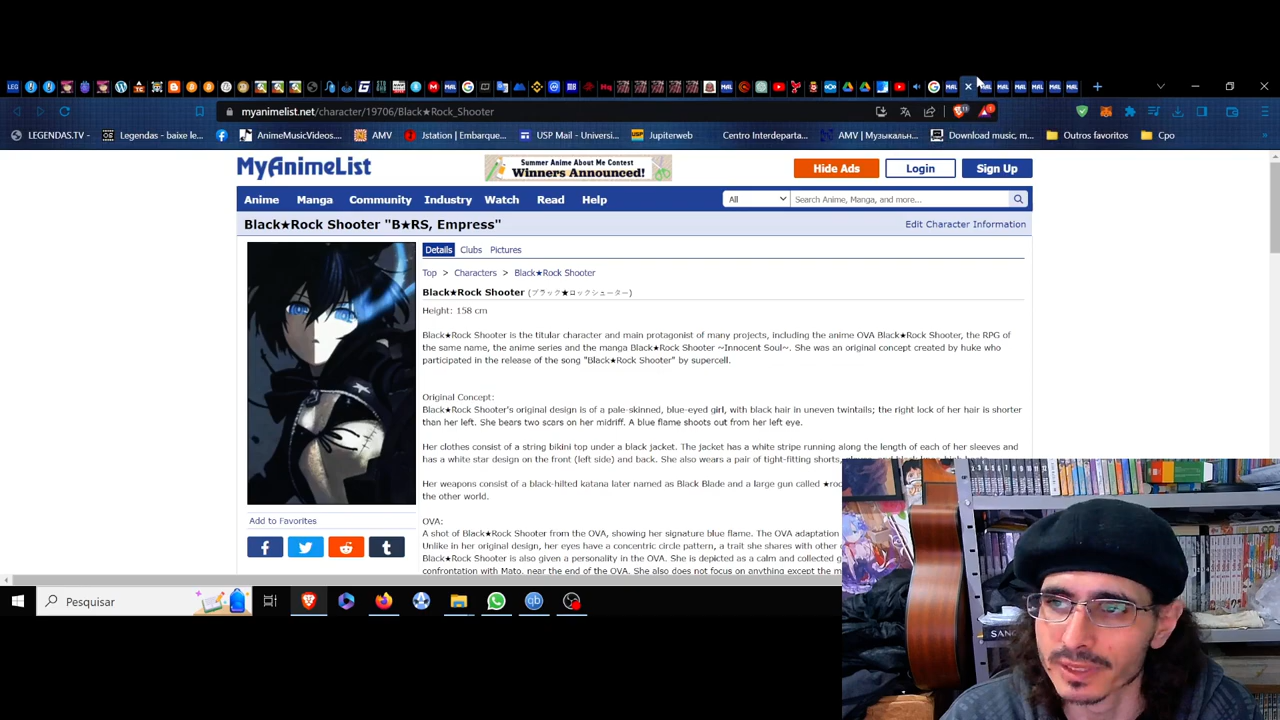 myanimelist.net/character/19706/Black★Rock_Shooter
LEGENDAS.TV
Legendas - baixe le...
AnimeMusicVideos....
AMV
Jstation | Embarque...
USP Mail - Universi...
Jupiterweb
Centro Interdeparta...
AMV | Музыкальн...
Download music, m...
Outros favoritos
Cpo
MyAnimeList
Summer Anime About Me Contest
Winners Announced!
Hide Ads
Login
Sign Up
Anime
Manga
Community
Industry
Watch
Read
Help
All
Search Anime, Manga, and more...
Black★Rock Shooter "B★RS, Empress"
Edit Character Information
Details
Clubs
Pictures
Top > Characters > Black★Rock Shooter
Black★Rock Shooter (ブラック★ロックシューター)
Height: 158 cm
Black★Rock Shooter is the titular character and main protagonist of many projects, including the anime OVA Black★Rock Shooter, the RPG of
the same name, the anime series and the manga Black★Rock Shooter ~Innocent Soul~. She was an original concept created by huke who
participated in the release of the song "Black★Rock Shooter" by supercell.
Original Concept:
Black★Rock Shooter's original design is of a pale-skinned, blue-eyed girl, with black hair in uneven twintails; the right lock of her hair is shorter
than her left. She bears two scars on her midriff. A blue flame shoots out from her left eye.
Her clothes consist of a string bikini top under a black jacket. The jacket has a white stripe running along the length of each of her sleeves and
has a white star design on the front (left side) and back. She also wears a pair of tight-fitting shorts,
Her weapons consist of a black-hilted katana later named as Black Blade and a large gun called ★roc
the other world.
Add to Favorites
OVA:
A shot of Black★Rock Shooter from the OVA, showing her signature blue flame. The OVA adaptation
Unlike in her original design, her eyes have a concentric circle pattern, a trait she shares with other
Black★Rock Shooter is also given a personality in the OVA. She is depicted as a calm and collected g
confrontation with Mato, near the end of the OVA. She also does not focus on anything except the m
Pesquisar
SANC